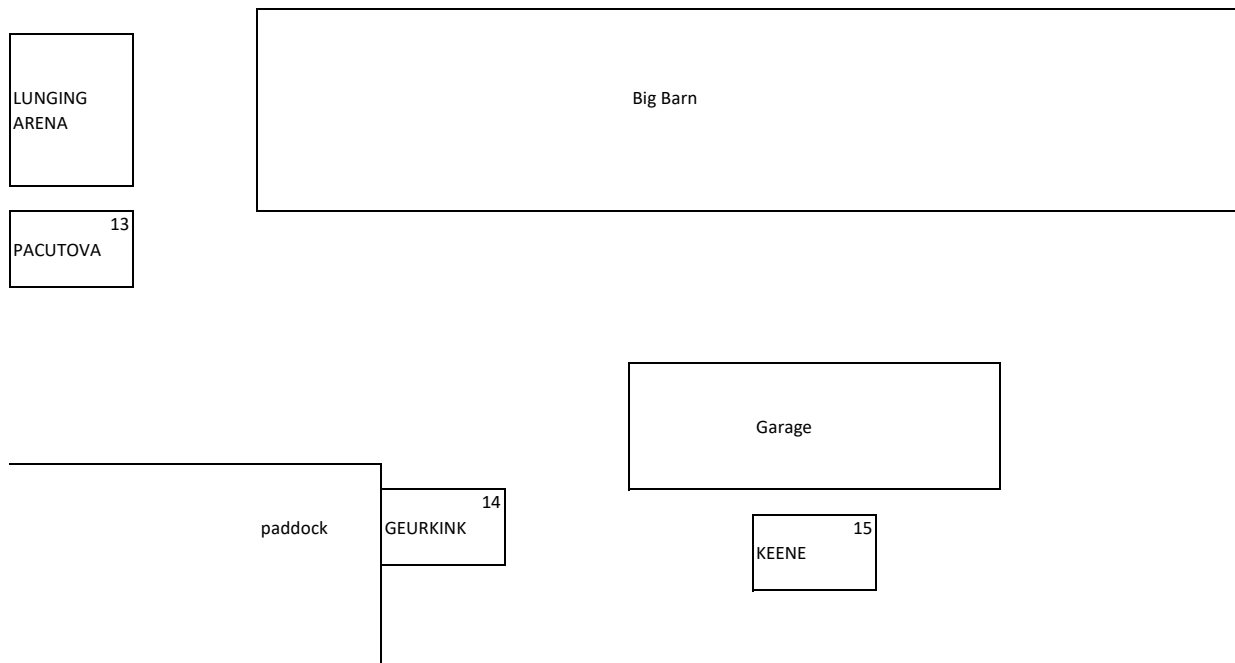 LUNGING
ARENA
Big Barn
13
PACUTOVA
Garage
paddock
14
GEURKINK
15
KEENE